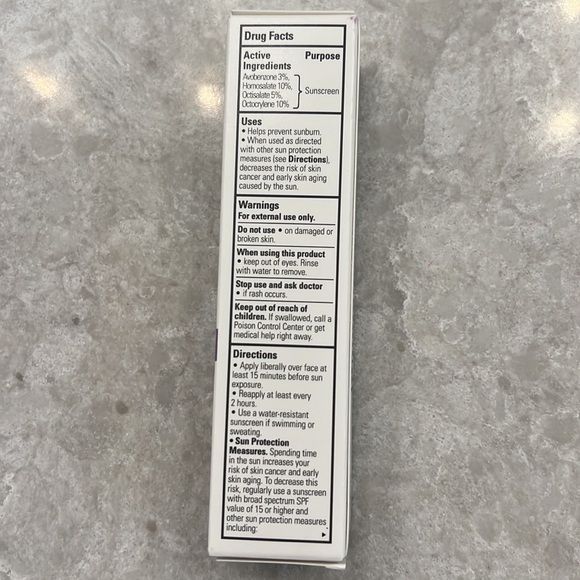 Drug Facts
Active Purpose
Ingredients
Avobenzone 3%,
Homosalate 10%,
Octisalate 5%,
Octocrylene 10%
Sunscreen
Uses
• Helps prevent sunburn.
• When used as directed
with other sun protection
measures (see Directions),
decreases the risk of skin
cancer and early skin aging
caused by the sun.
Warnings
For external use only.
Do not use • on damaged or
broken skin.
When using this product
• keep out of eyes. Rinse
with water to remove.
Stop use and ask doctor
• if rash occurs.
Keep out of reach of
children. If swallowed, call a
Poison Control Center or get
medical help right away.
Directions
• Apply liberally over face at
least 15 minutes before sun
exposure.
• Reapply at least every
2 hours.
• Use a water-resistant
sunscreen if swimming or
sweating.
• Sun Protection
Measures. Spending time
in the sun increases your
risk of skin cancer and early
skin aging. To decrease this
risk, regularly use a sunscreen
with broad spectrum SPF
value of 15 or higher and
other sun protection measures
including: